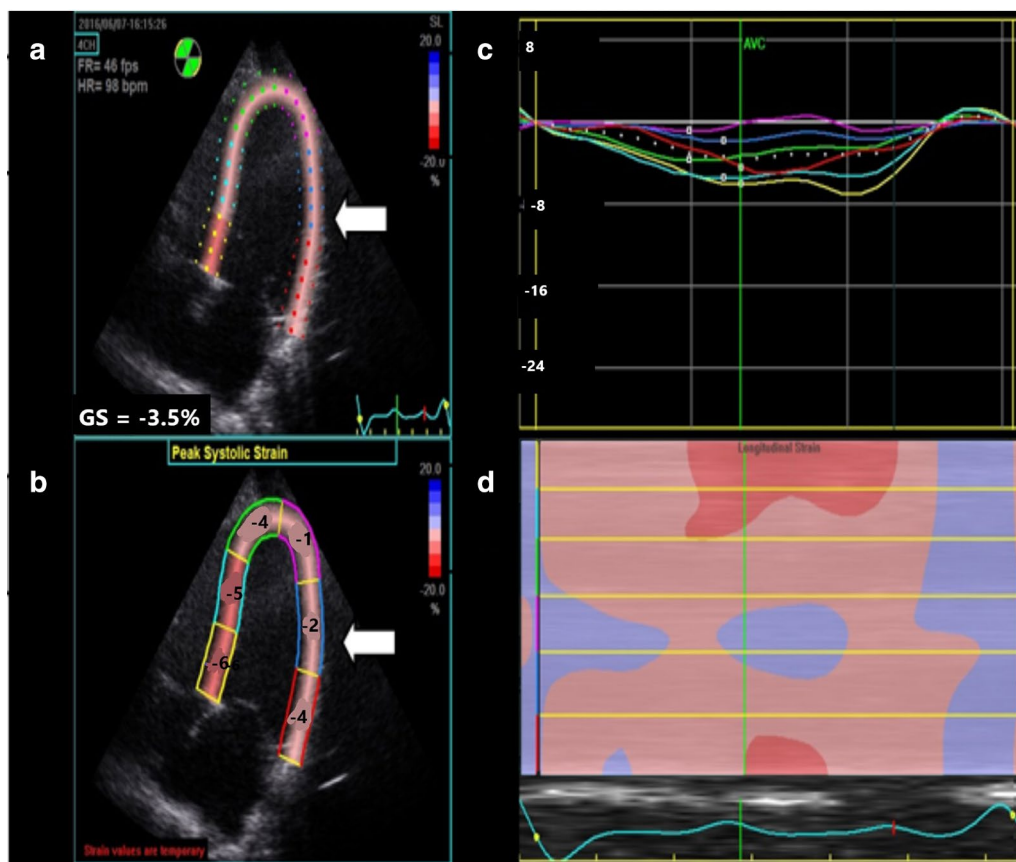 a
2016/06/07-16:15:26
4CH
FR= 46 fps
HR= 98 bpm
SL
20.0
-20.0
%
GS = -3.5%
b
Peak Systolic Strain
20.0
-20.0
%
-4
-1
-5
-2
-6
-4
Strain values are temporary
c
8
AVC
-8
-16
-24
d
Longitudinal Strain